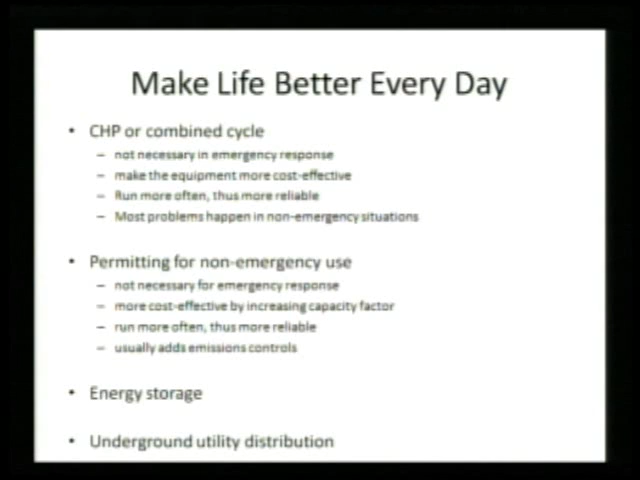 Make Life Better Every Day
• CHP or combined cycle
– not necessary in emergency response
– make the equipment more cost-effective
– Run more often, thus more reliable
– Most problems happen in non-emergency situations
• Permitting for non-emergency use
– not necessary for emergency response
– more cost-effective by increasing capacity factor
– run more often, thus more reliable
– usually adds emissions controls
• Energy storage
• Underground utility distribution